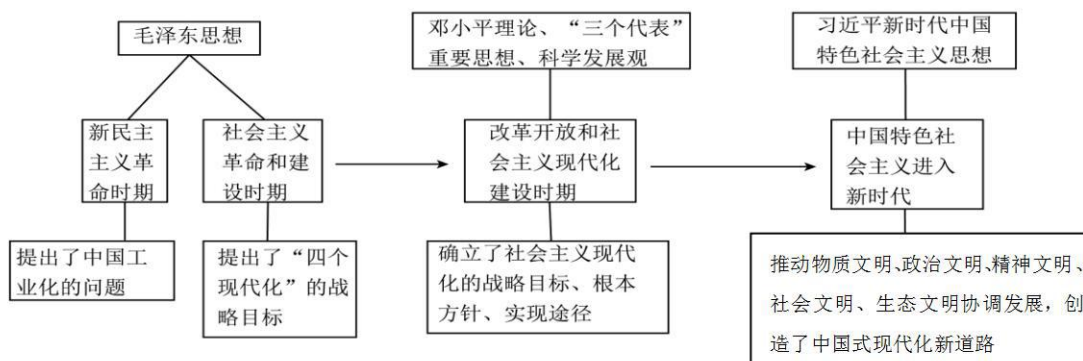 毛泽东思想
新民主
主义革
命时期
社会主义
革命和建
设时期
提出了中国工
业化的问题
提出了“四个
现代化”的战
略目标
邓小平理论、“三个代表”
重要思想、科学发展观
改革开放和社
会主义现代化
建设时期
确立了社会主义现代
化的战略目标、根本
方针、实现途径
习近平新时代中国
特色社会主义思想
中国特色社
会主义进入
新时代
推动物质文明、政治文明、精神文明、
社会文明、生态文明协调发展，创
造了中国式现代化新道路